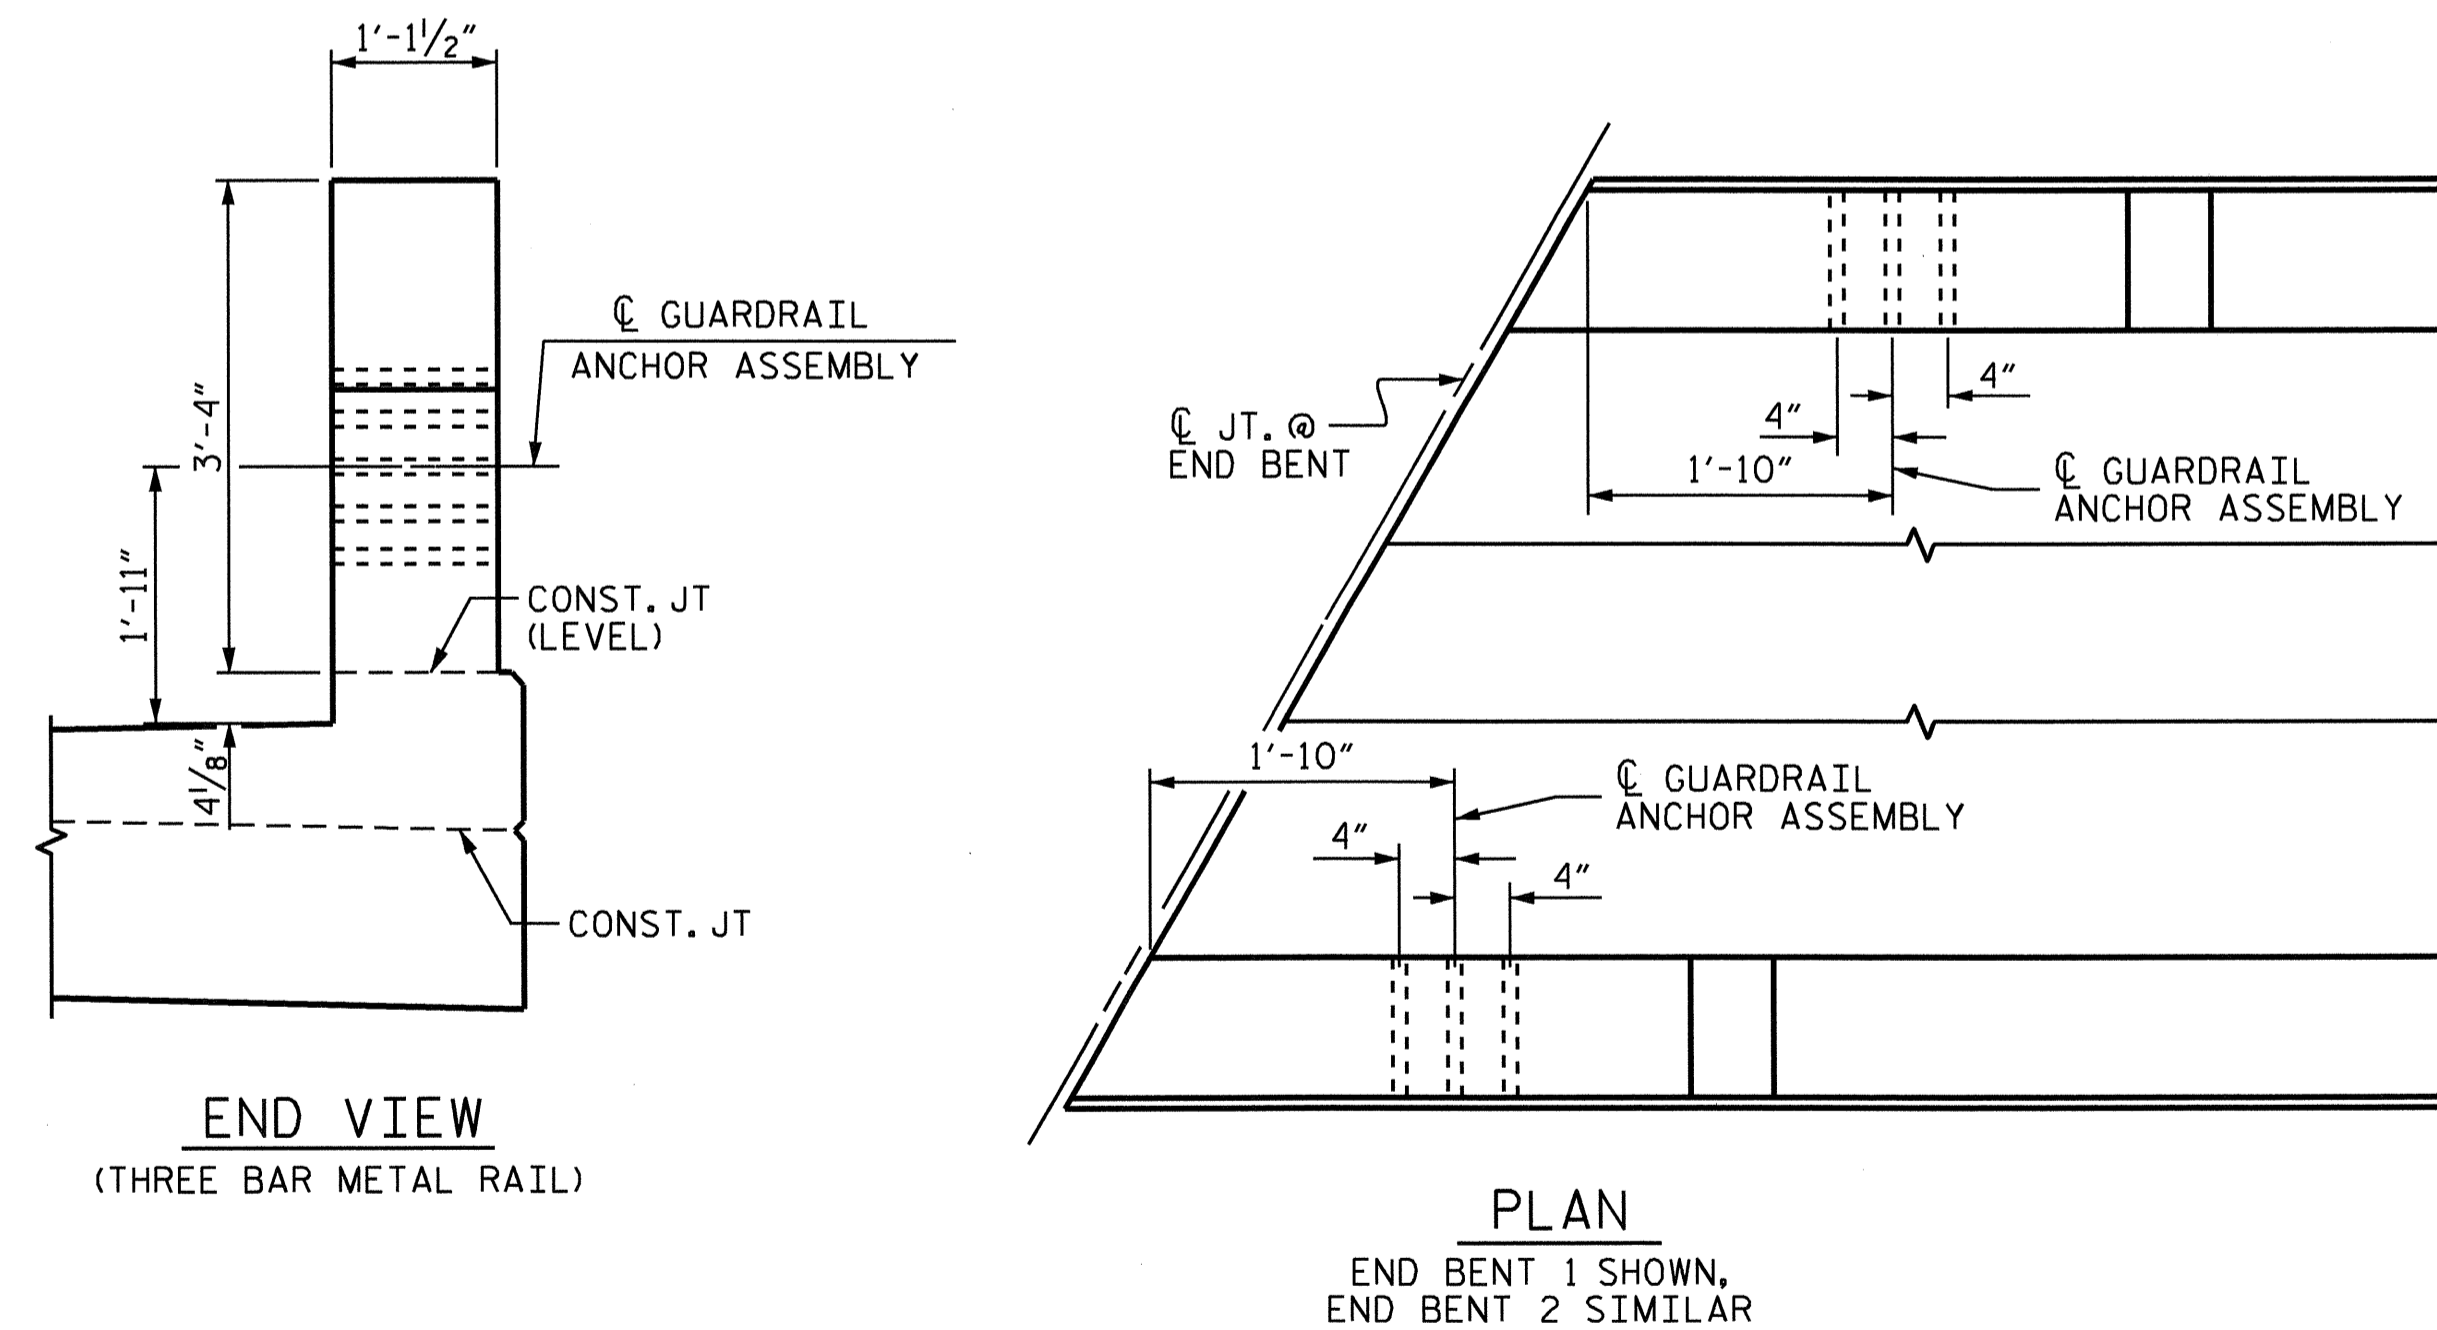 1'-1½"
℄ GUARDRAIL
ANCHOR ASSEMBLY
3'-4"
1'-11"
CONST. JT
(LEVEL)
4⅛"
CONST. JT
END VIEW
(THREE BAR METAL RAIL)
4"
4"
℄ JT. @
END BENT
1'-10"
℄ GUARDRAIL
ANCHOR ASSEMBLY
1'-10"
℄ GUARDRAIL
ANCHOR ASSEMBLY
4"
4"
PLAN
END BENT 1 SHOWN,
END BENT 2 SIMILAR